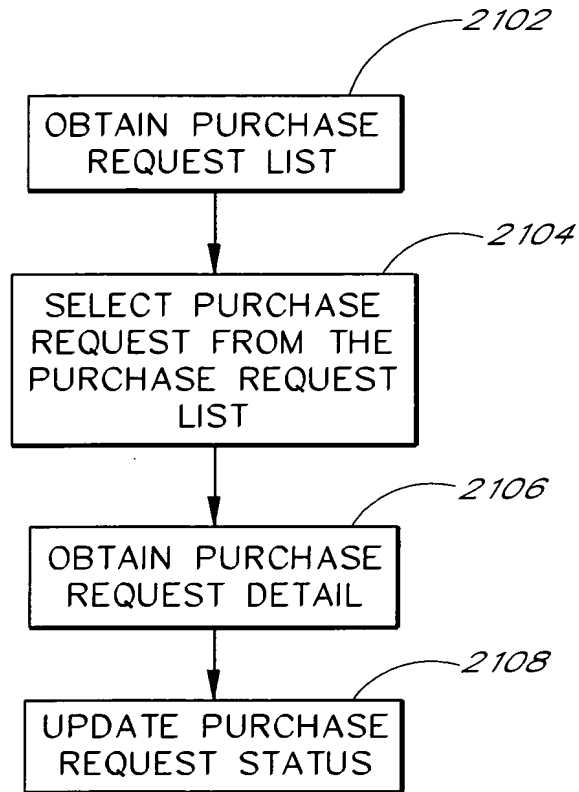 2102
OBTAIN PURCHASE
REQUEST LIST
2104
SELECT PURCHASE
REQUEST FROM THE
PURCHASE REQUEST
LIST
2106
OBTAIN PURCHASE
REQUEST DETAIL
2108
UPDATE PURCHASE
REQUEST STATUS